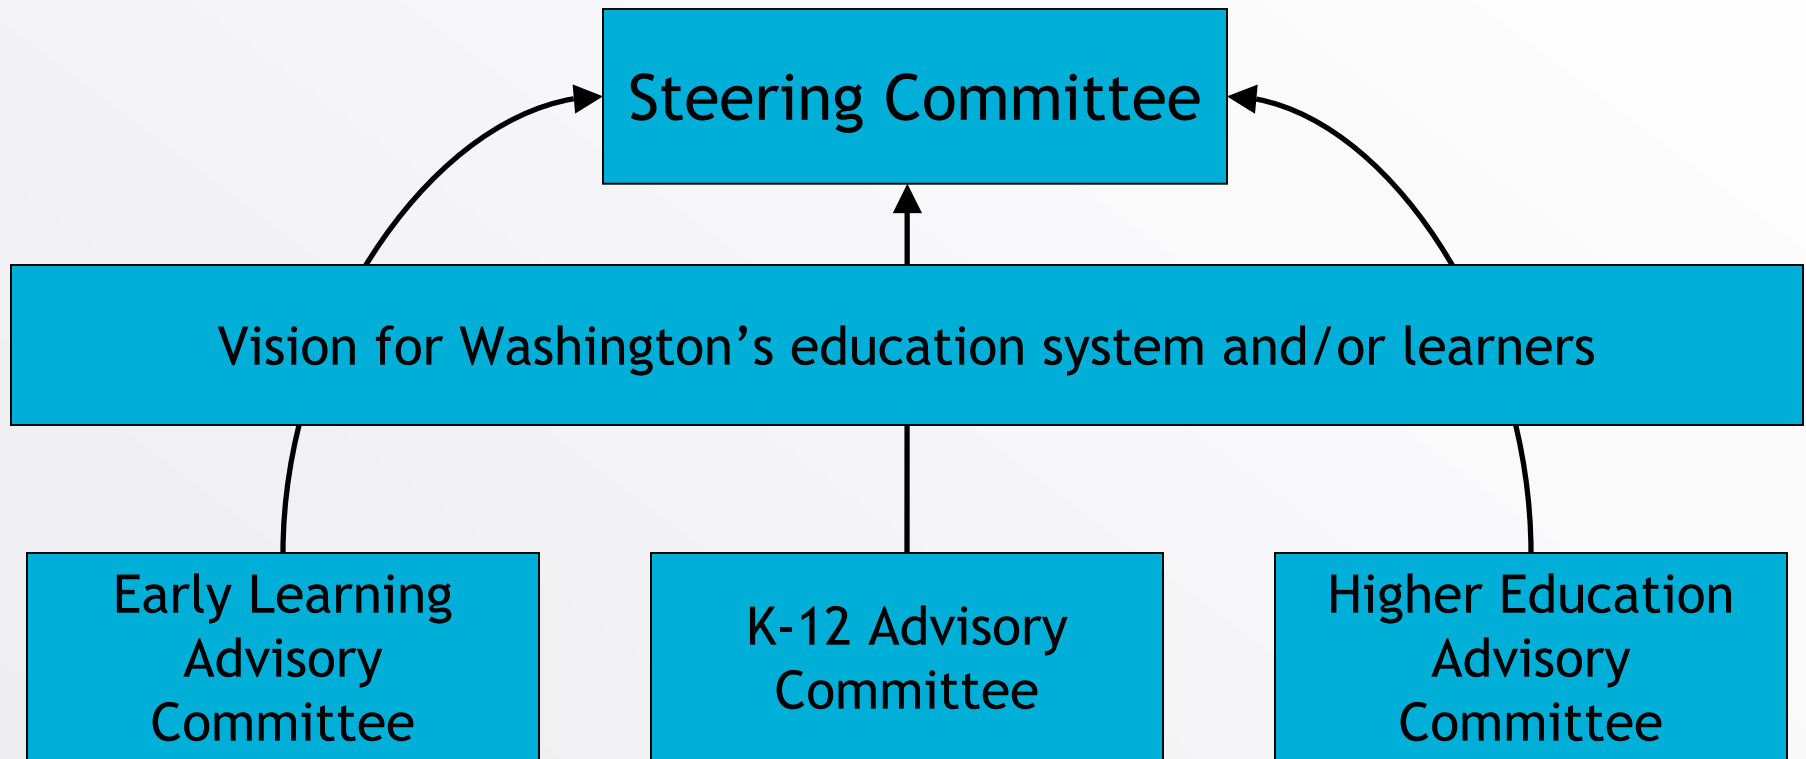 Steering Committee
Vision for Washington’s education system and/or learners
Early Learning
Advisory
Committee
K-12 Advisory
Committee
Higher Education
Advisory
Committee